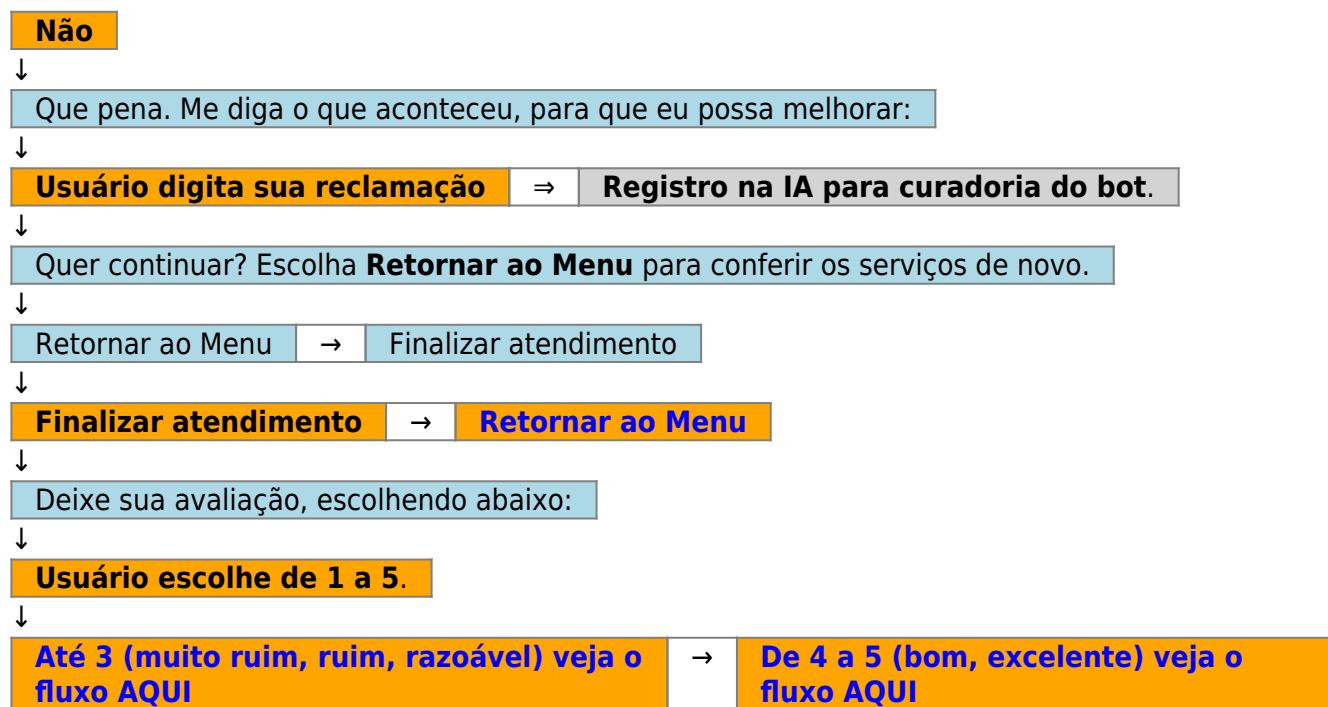 Não
↓
Que pena. Me diga o que aconteceu, para que eu possa melhorar:
↓
Usuário digita sua reclamação ⇒ Registro na IA para curadoria do bot.
↓
Quer continuar? Escolha Retornar ao Menu para conferir os serviços de novo.
↓
Retornar ao Menu → Finalizar atendimento
↓
Finalizar atendimento → Retornar ao Menu
↓
Deixe sua avaliação, escolhendo abaixo:
↓
Usuário escolhe de 1 a 5.
↓
Até 3 (muito ruim, ruim, razoável) veja o → De 4 a 5 (bom, excelente) veja o
fluxo AQUI fluxo AQUI